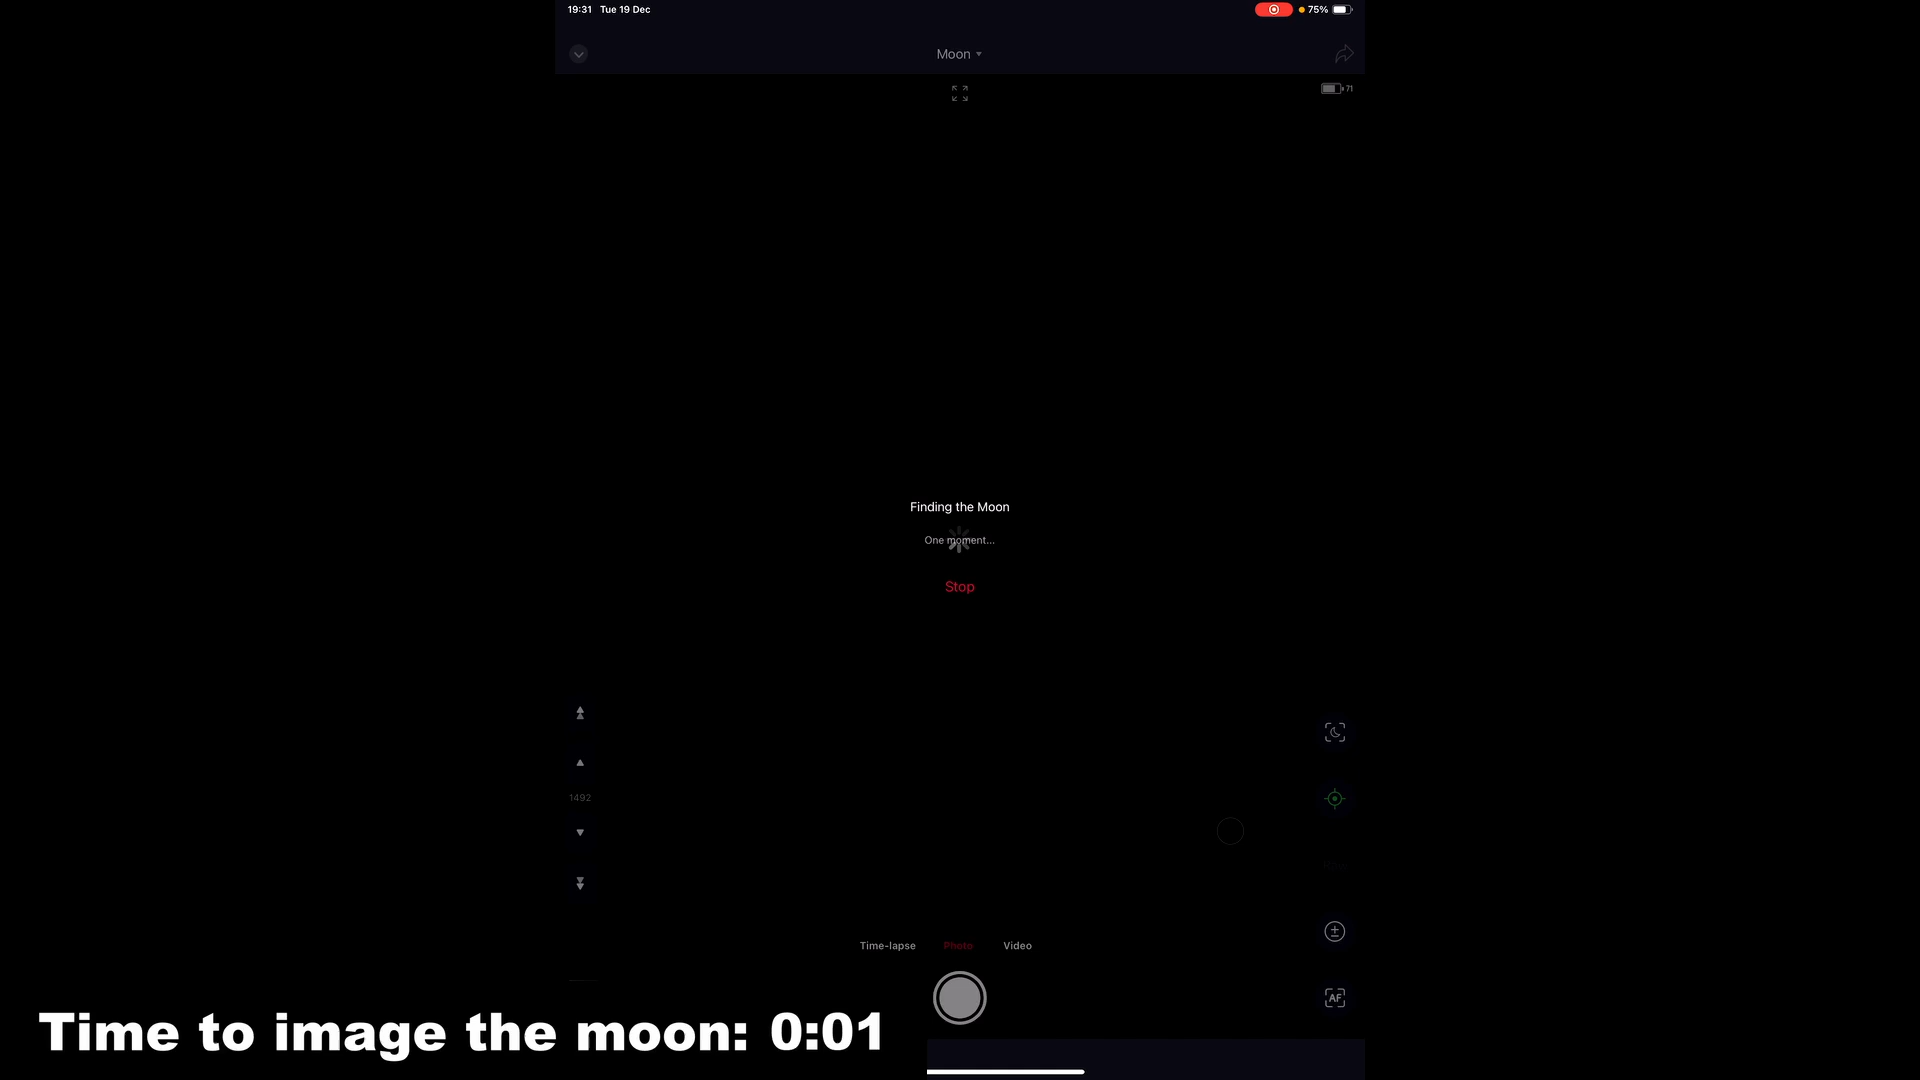 19:31 Tue 19 Dec
75%
Moon
71
Finding the Moon
One moment...
Stop
1492
Time-lapse Photo Video
AF
Time to image the moon: 0:01